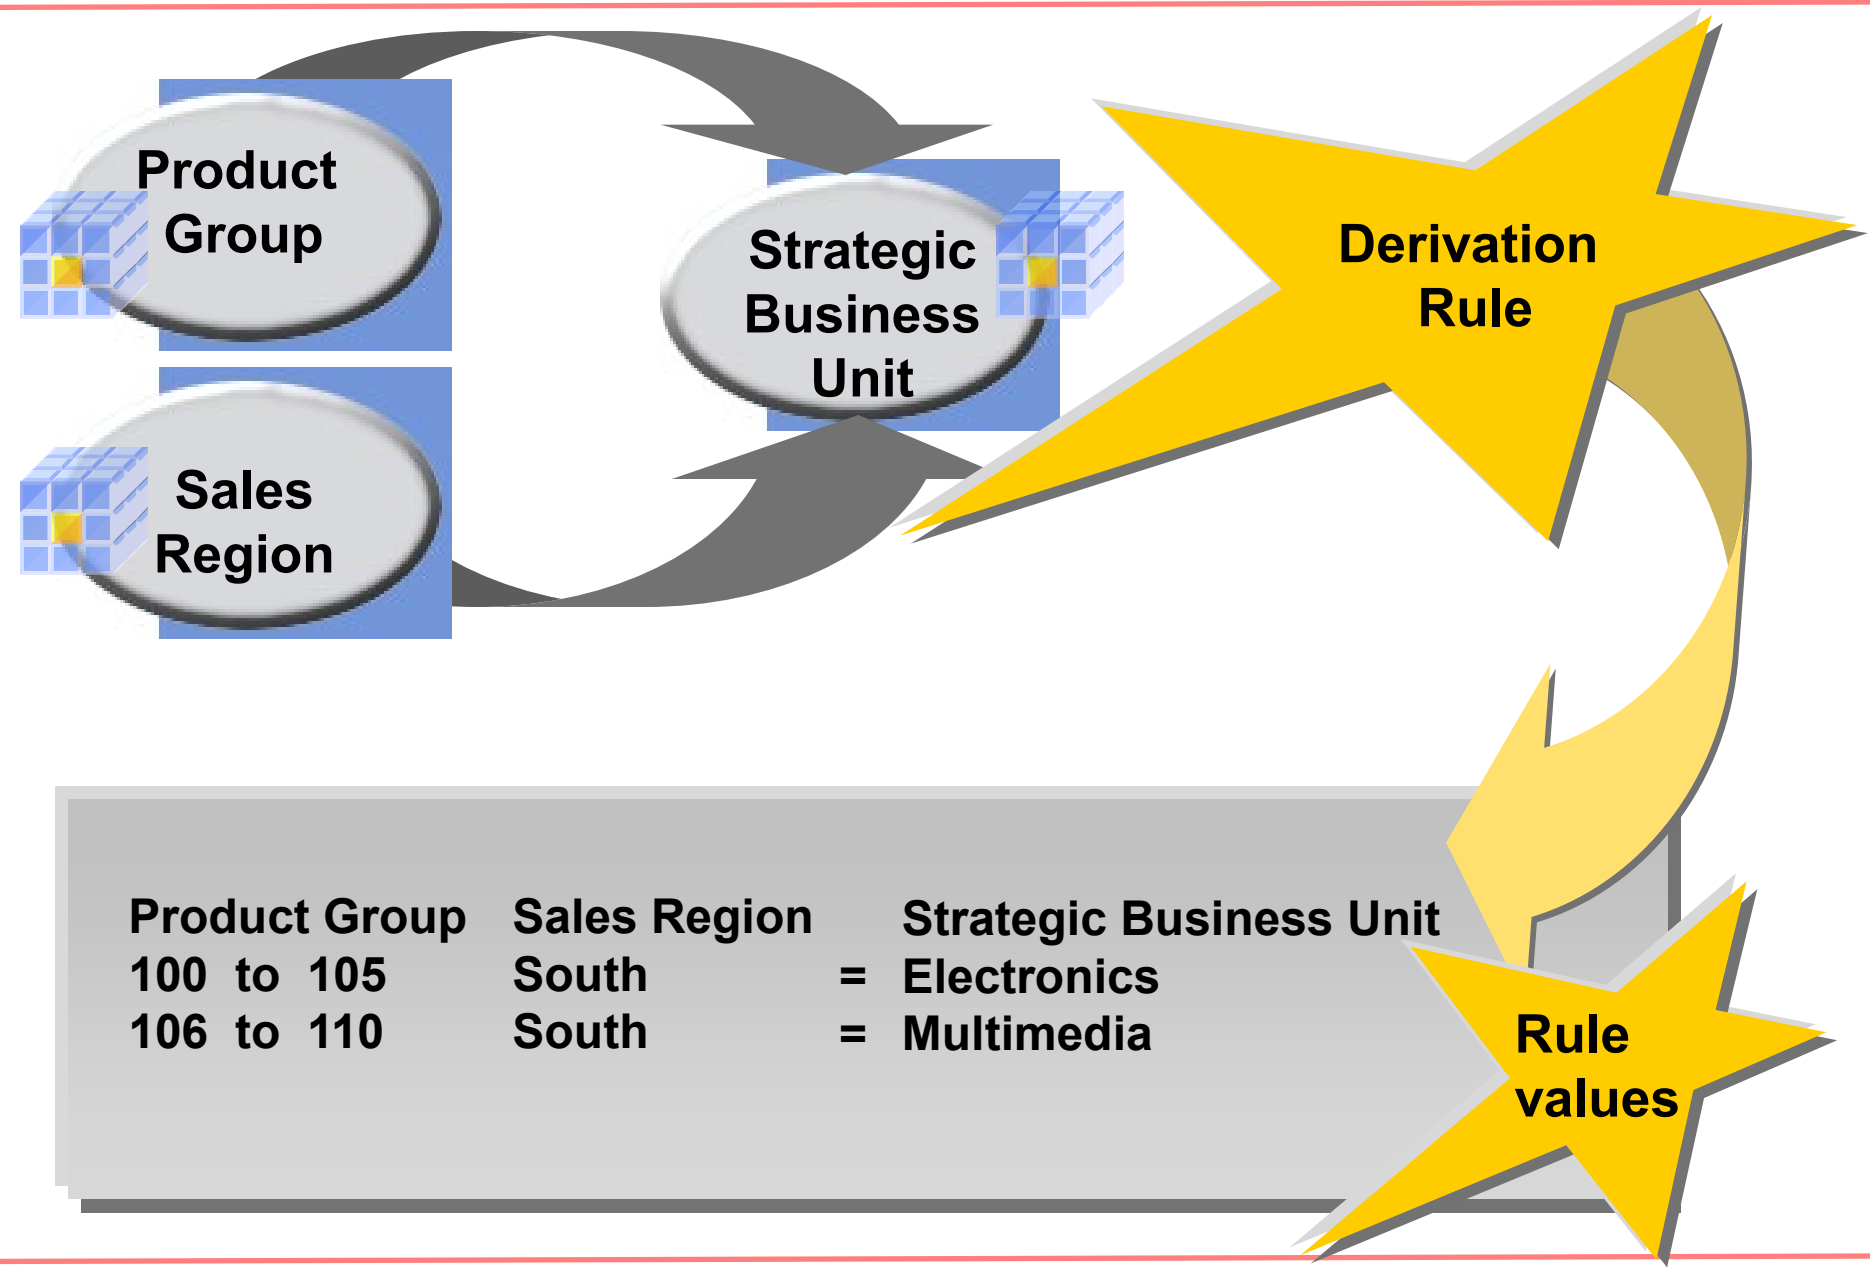 Product
Group
Strategic
Business
Unit
Derivation
Rule
Sales
Region
Product Group Sales Region Strategic Business Unit
100 to 105 South = Electronics
106 to 110 South = Multimedia
Rule
values